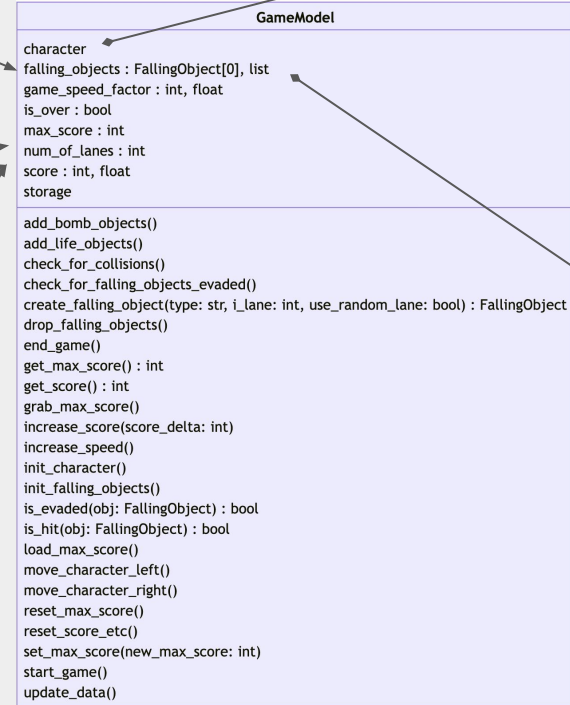 GameModel
character
falling_objects : FallingObject[0], list
game_speed_factor : int, float
is_over : bool
max_score : int
num_of_lanes : int
score : int, float
storage
add_bomb_objects()
add_life_objects()
check_for_collisions()
check_for_falling_objects_evaded()
create_falling_object(type: str, i_lane: int, use_random_lane: bool) : FallingObject
drop_falling_objects()
end_game()
get_max_score() : int
get_score() : int
grab_max_score()
increase_score(score_delta: int)
increase_speed()
init_character()
init_falling_objects()
is_evaded(obj: FallingObject) : bool
is_hit(obj: FallingObject) : bool
load_max_score()
move_character_left()
move_character_right()
reset_max_score()
reset_score_etc()
set_max_score(new_max_score: int)
start_game()
update_data()